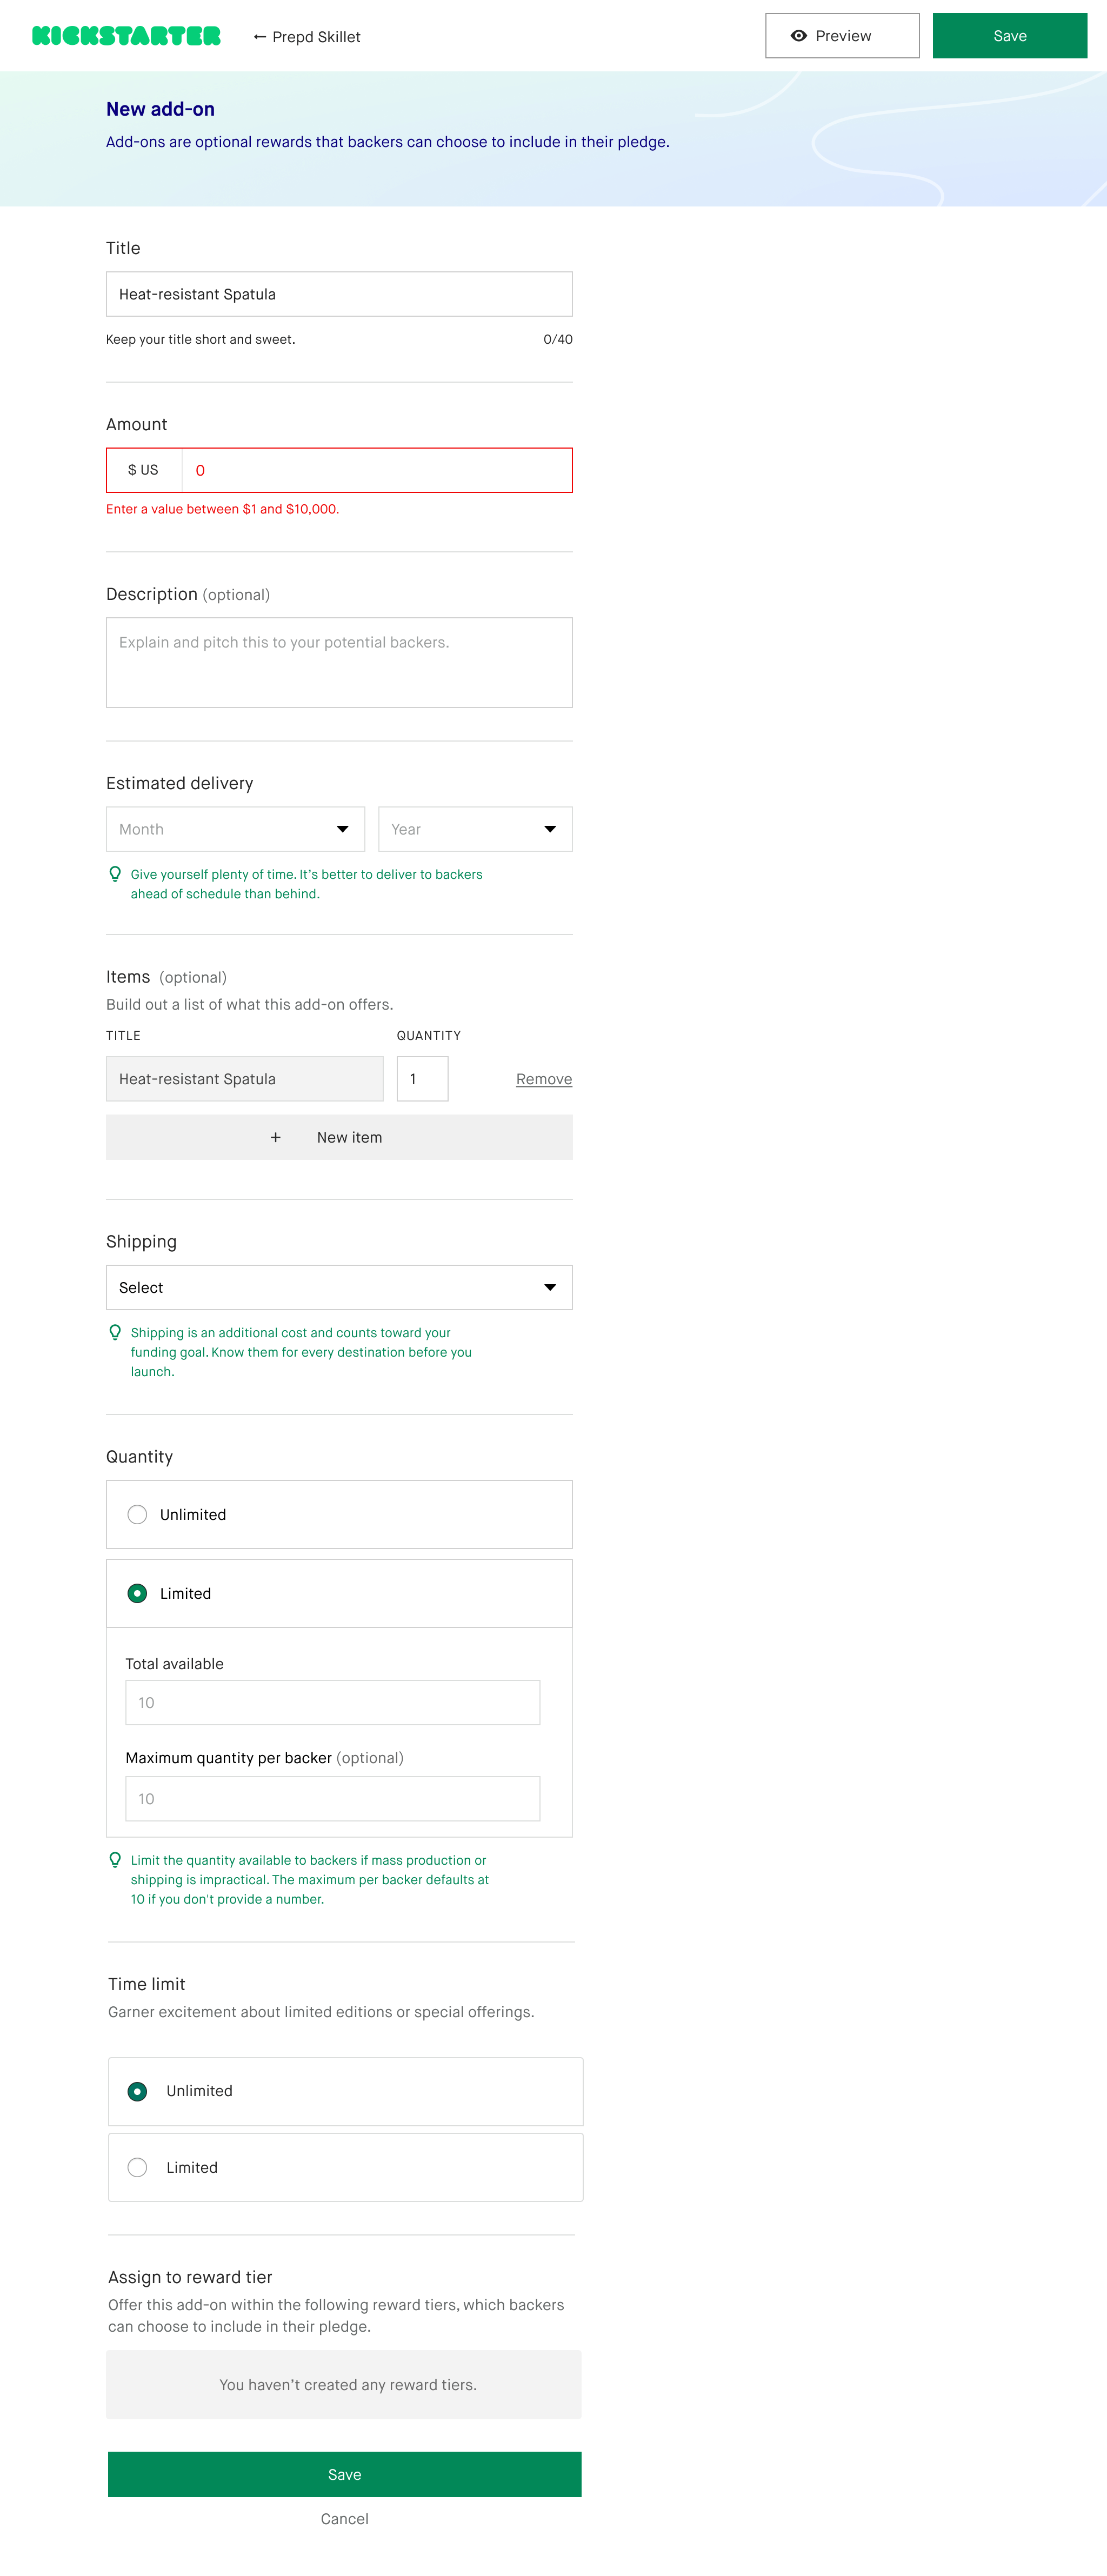 KICKSTARTER
← Prepd Skillet
Preview
Save
New add-on
Add-ons are optional rewards that backers can choose to include in their pledge.
Title
Heat-resistant Spatula
Keep your title short and sweet.
0/40
Amount
$ US
0
Enter a value between $1 and $10,000.
Description (optional)
Explain and pitch this to your potential backers.
Estimated delivery
Month
Year
Give yourself plenty of time. It's better to deliver to backers
ahead of schedule than behind.
Items (optional)
Build out a list of what this add-on offers.
TITLE
QUANTITY
Heat-resistant Spatula
1
Remove
+ New item
Shipping
Select
Shipping is an additional cost and counts toward your
funding goal. Know them for every destination before you
launch.
Quantity
Unlimited
Limited
Total available
10
Maximum quantity per backer (optional)
10
Limit the quantity available to backers if mass production or
shipping is impractical. The maximum per backer defaults at
10 if you don't provide a number.
Time limit
Garner excitement about limited editions or special offerings.
Unlimited
Limited
Assign to reward tier
Offer this add-on within the following reward tiers, which backers
can choose to include in their pledge.
You haven't created any reward tiers.
Save
Cancel